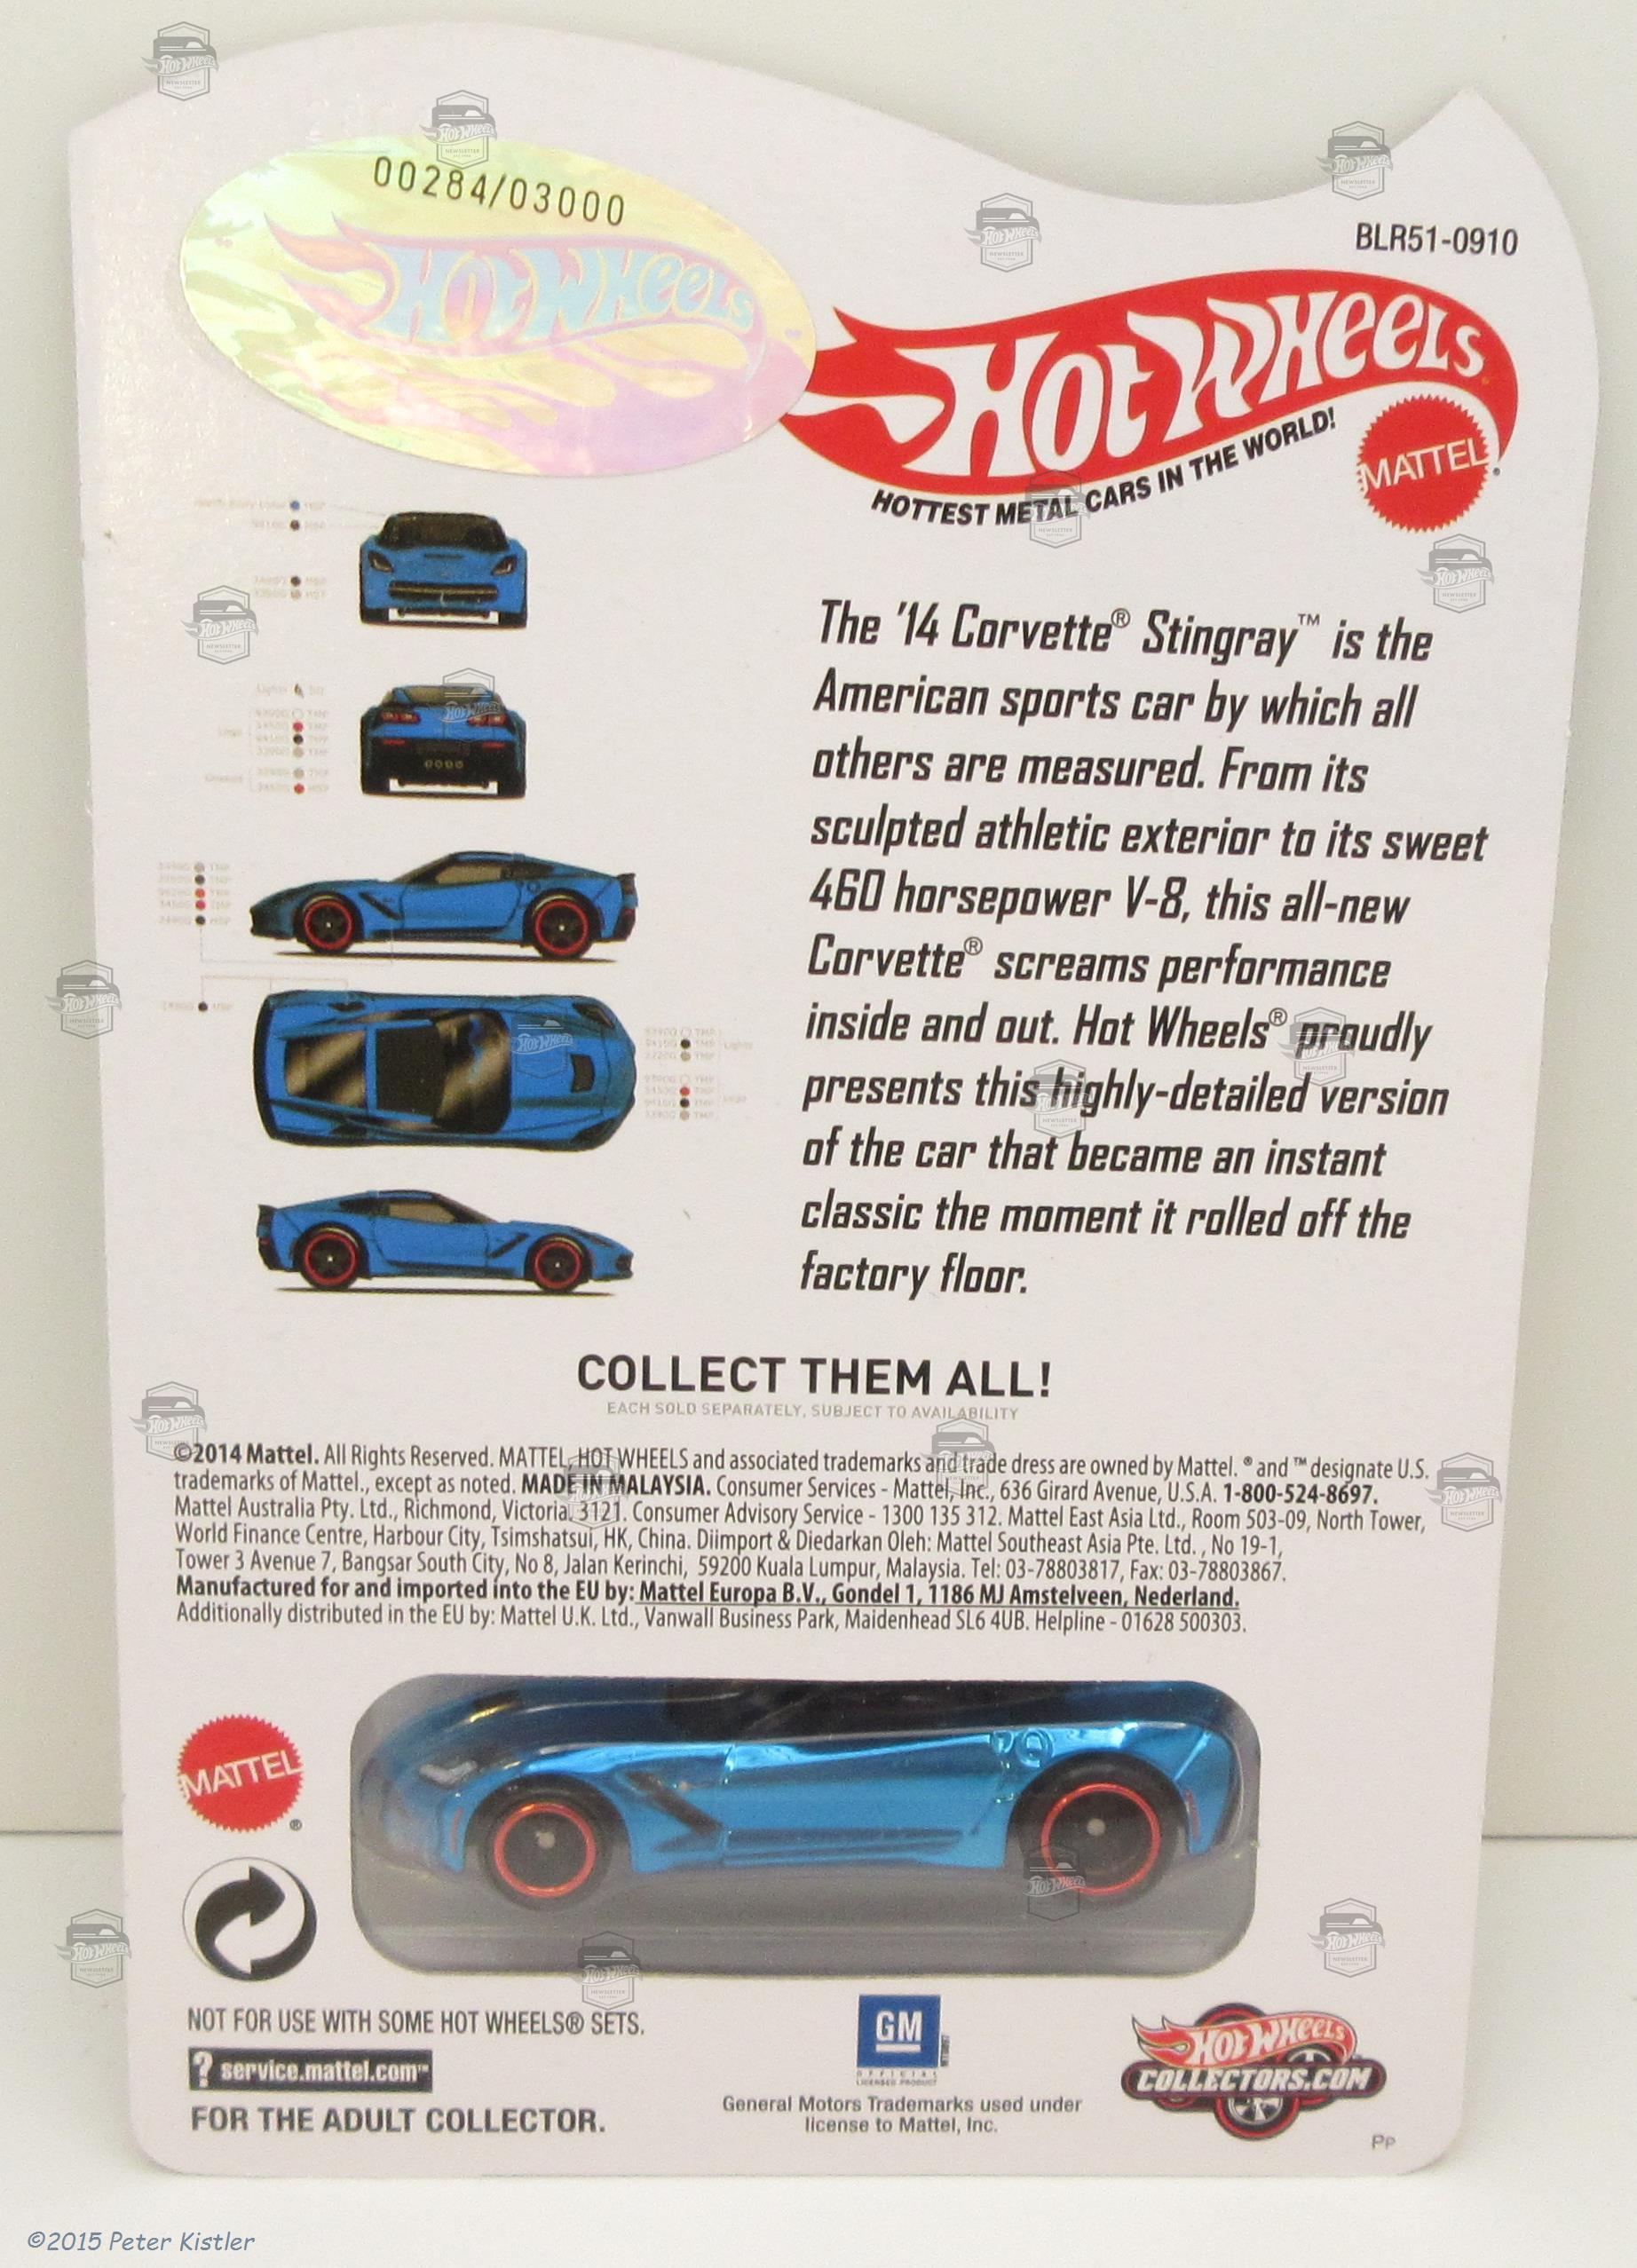 00284/03000
HOT WHEELS
BLR51-0910
HOT WHEELS
HOTTEST METAL CARS IN THE WORLD!
MATTEL®
The '14 Corvette® Stingray™ is the
American sports car by which all
others are measured. From its
sculpted athletic exterior to its sweet
460 horsepower V-8, this all-new
Corvette® screams performance
inside and out. Hot Wheels® proudly
presents this highly-detailed version
of the car that became an instant
classic the moment it rolled off the
factory floor.
COLLECT THEM ALL!
EACH SOLD SEPARATELY, SUBJECT TO AVAILABILITY
©2014 Mattel. All Rights Reserved. MATTEL, HOT WHEELS and associated trademarks and trade dress are owned by Mattel. ® and ™ designate U.S.
trademarks of Mattel., except as noted. MADE IN MALAYSIA. Consumer Services - Mattel, Inc., 636 Girard Avenue, U.S.A. 1-800-524-8697.
Mattel Australia Pty. Ltd., Richmond, Victoria. 3121. Consumer Advisory Service - 1300 135 312. Mattel East Asia Ltd., Room 503-09, North Tower,
World Finance Centre, Harbour City, Tsimshatsui, HK, China. Diimport & Diedarkan Oleh: Mattel Southeast Asia Pte. Ltd. , No 19-1,
Tower 3 Avenue 7, Bangsar South City, No 8, Jalan Kerinchi, 59200 Kuala Lumpur, Malaysia. Tel: 03-78803817, Fax: 03-78803867.
Manufactured for and imported into the EU by: Mattel Europa B.V., Gondel 1, 1186 MJ Amstelveen, Nederland.
Additionally distributed in the EU by: Mattel U.K. Ltd., Vanwall Business Park, Maidenhead SL6 4UB. Helpline - 01628 500303.
MATTEL®
NOT FOR USE WITH SOME HOT WHEELS® SETS.
? service.mattel.com™
FOR THE ADULT COLLECTOR.
GM
OFFICIAL
LICENSED PRODUCT
General Motors Trademarks used under
license to Mattel, Inc.
HOT WHEELS
COLLECTORS.COM
PP
©2015 Peter Kistler